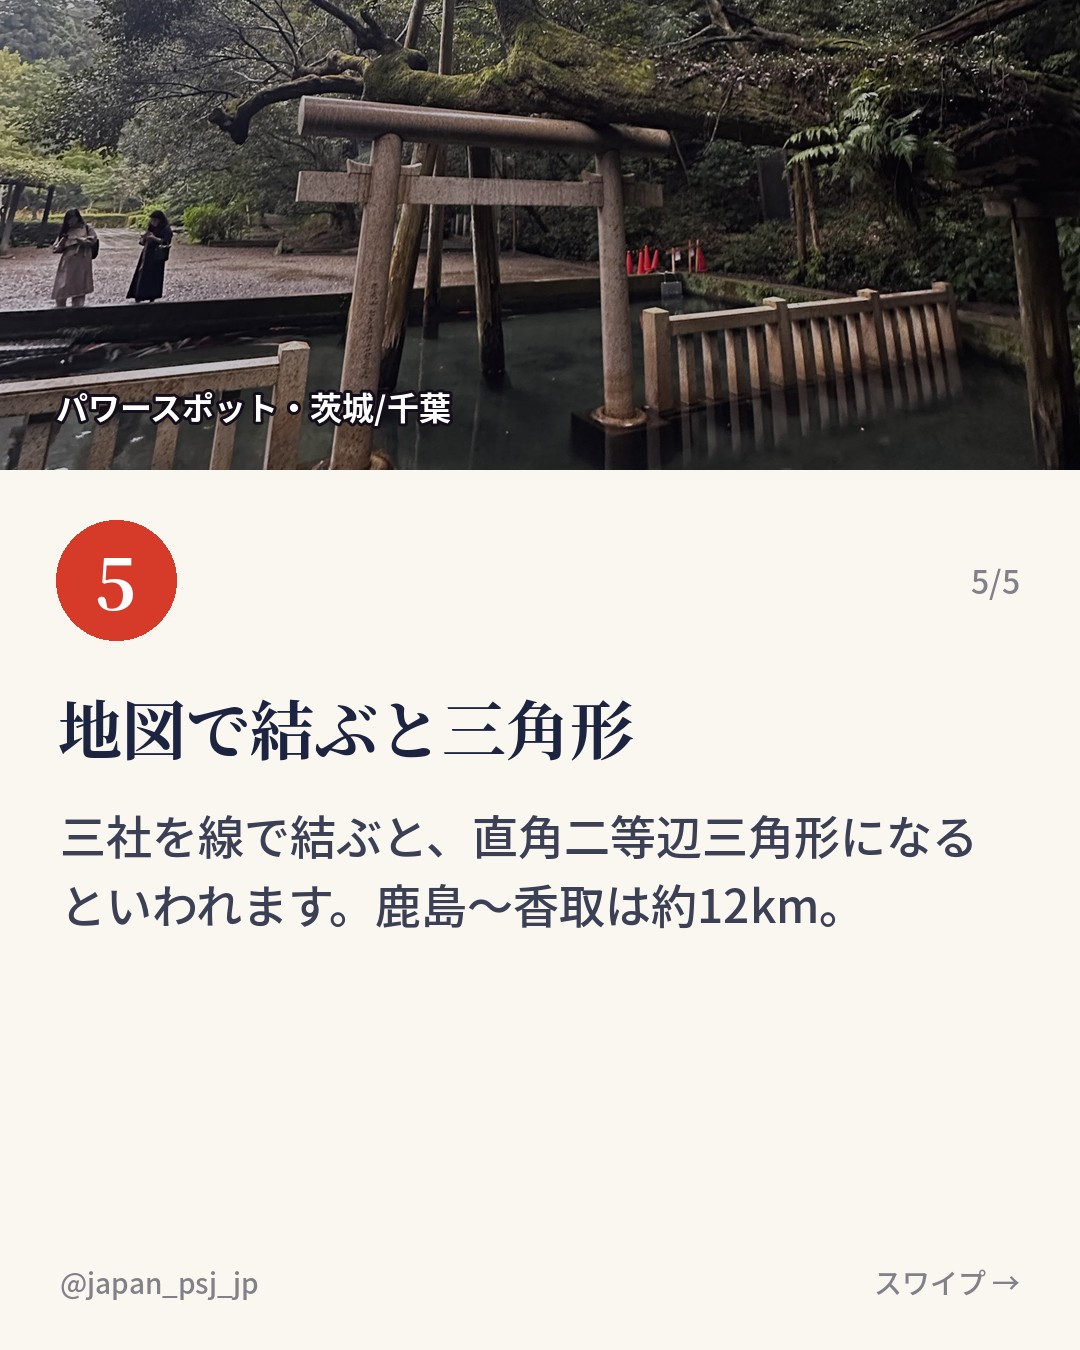 パワースポット・茨城/千葉
5
5/5
地図で結ぶと三角形
三社を線で結ぶと、直角二等辺三角形になる
といわれます。鹿島〜香取は約12km。
@japan_psj_jp
スワイプ →